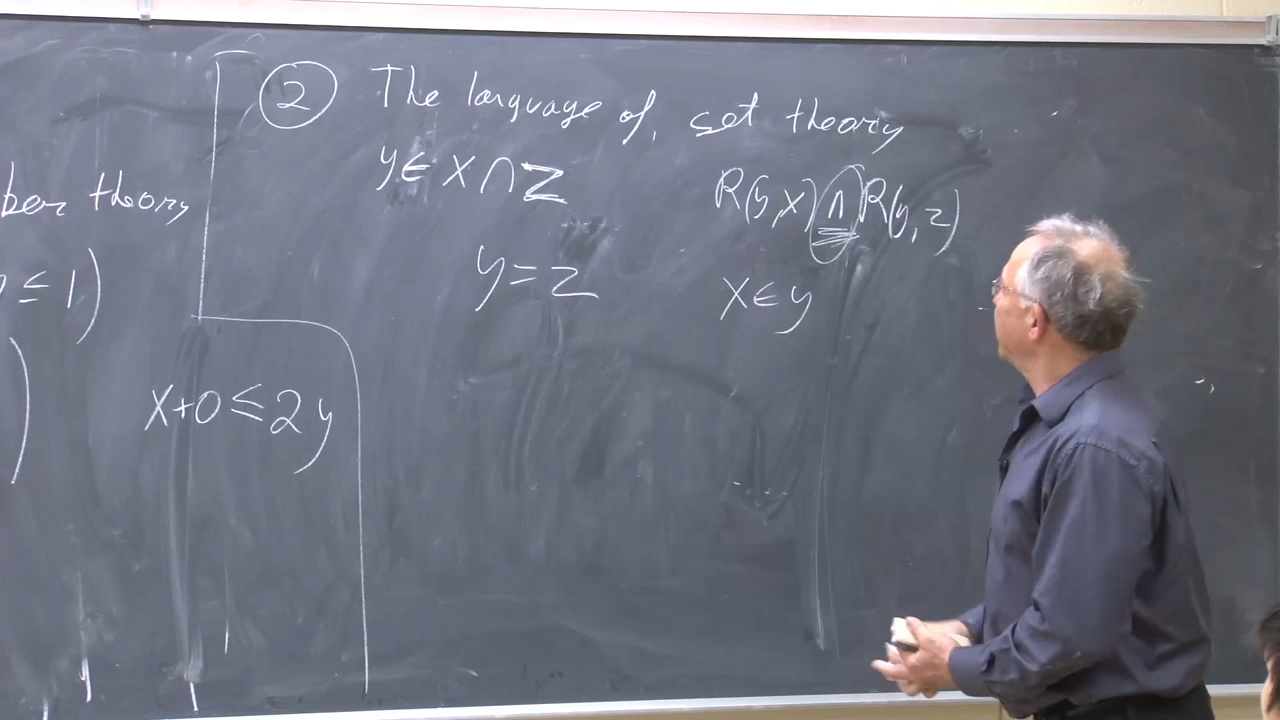 ber theory
≤ 1)
)
x+0 ≤ 2y
② The language of set theory
y ∈ x ∩ z
R(y,x) ∧ R(y,z)
y = z
x ∈ y